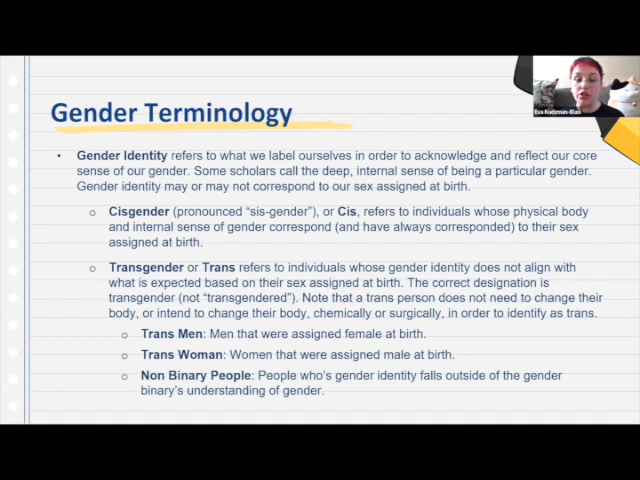 Eva Kudzman-Blais
Gender Terminology
• Gender Identity refers to what we label ourselves in order to acknowledge and reflect our core
sense of our gender. Some scholars call the deep, internal sense of being a particular gender.
Gender identity may or may not correspond to our sex assigned at birth.
o Cisgender (pronounced “sis-gender”), or Cis, refers to individuals whose physical body
and internal sense of gender correspond (and have always corresponded) to their sex
assigned at birth.
o Transgender or Trans refers to individuals whose gender identity does not align with
what is expected based on their sex assigned at birth. The correct designation is
transgender (not “transgendered”). Note that a trans person does not need to change their
body, or intend to change their body, chemically or surgically, in order to identify as trans.
o Trans Men: Men that were assigned female at birth.
o Trans Woman: Women that were assigned male at birth.
o Non Binary People: People who’s gender identity falls outside of the gender
binary’s understanding of gender.